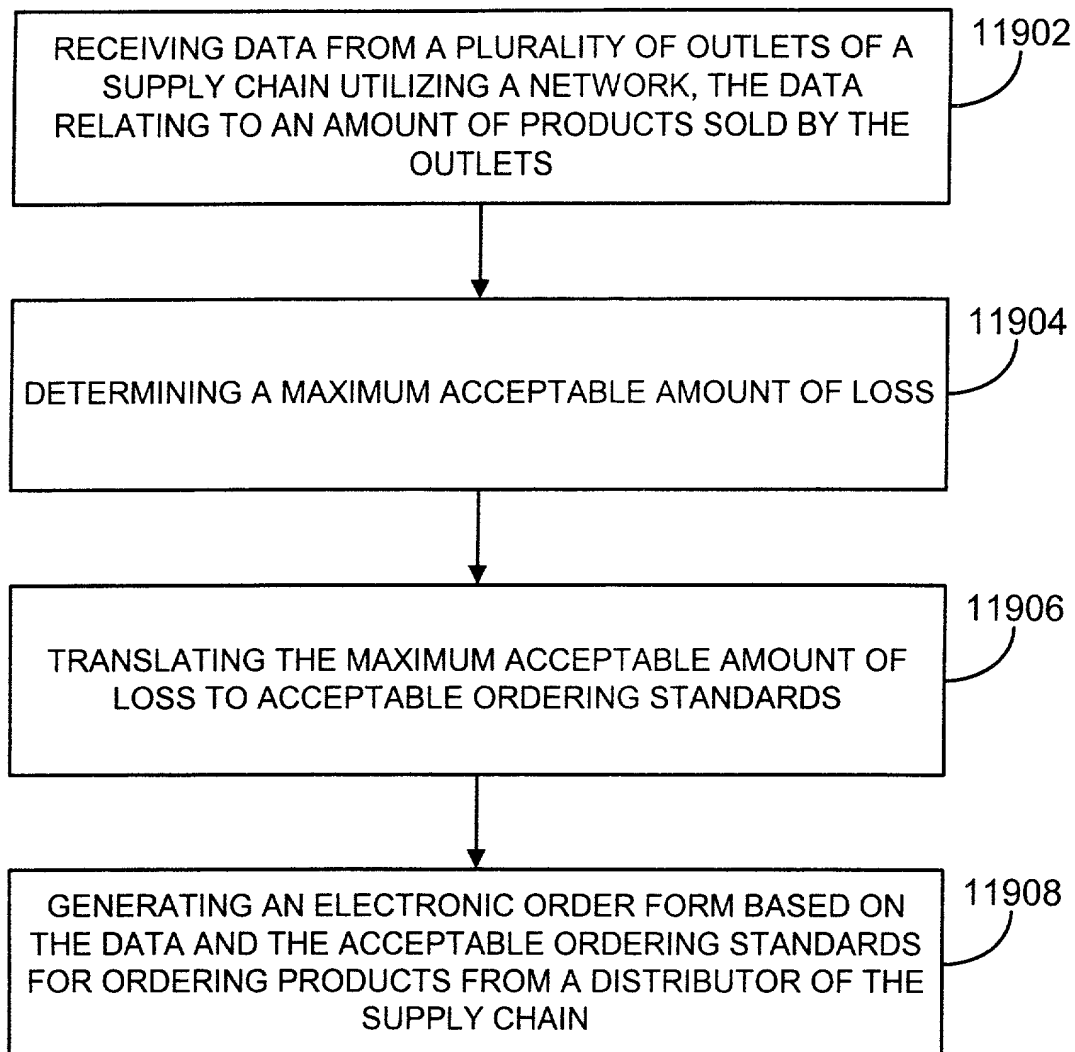 RECEIVING DATA FROM A PLURALITY OF OUTLETS OF A
SUPPLY CHAIN UTILIZING A NETWORK, THE DATA
RELATING TO AN AMOUNT OF PRODUCTS SOLD BY THE
OUTLETS
11902
DETERMINING A MAXIMUM ACCEPTABLE AMOUNT OF LOSS
11904
TRANSLATING THE MAXIMUM ACCEPTABLE AMOUNT OF
LOSS TO ACCEPTABLE ORDERING STANDARDS
11906
GENERATING AN ELECTRONIC ORDER FORM BASED ON
THE DATA AND THE ACCEPTABLE ORDERING STANDARDS
FOR ORDERING PRODUCTS FROM A DISTRIBUTOR OF THE
SUPPLY CHAIN
11908